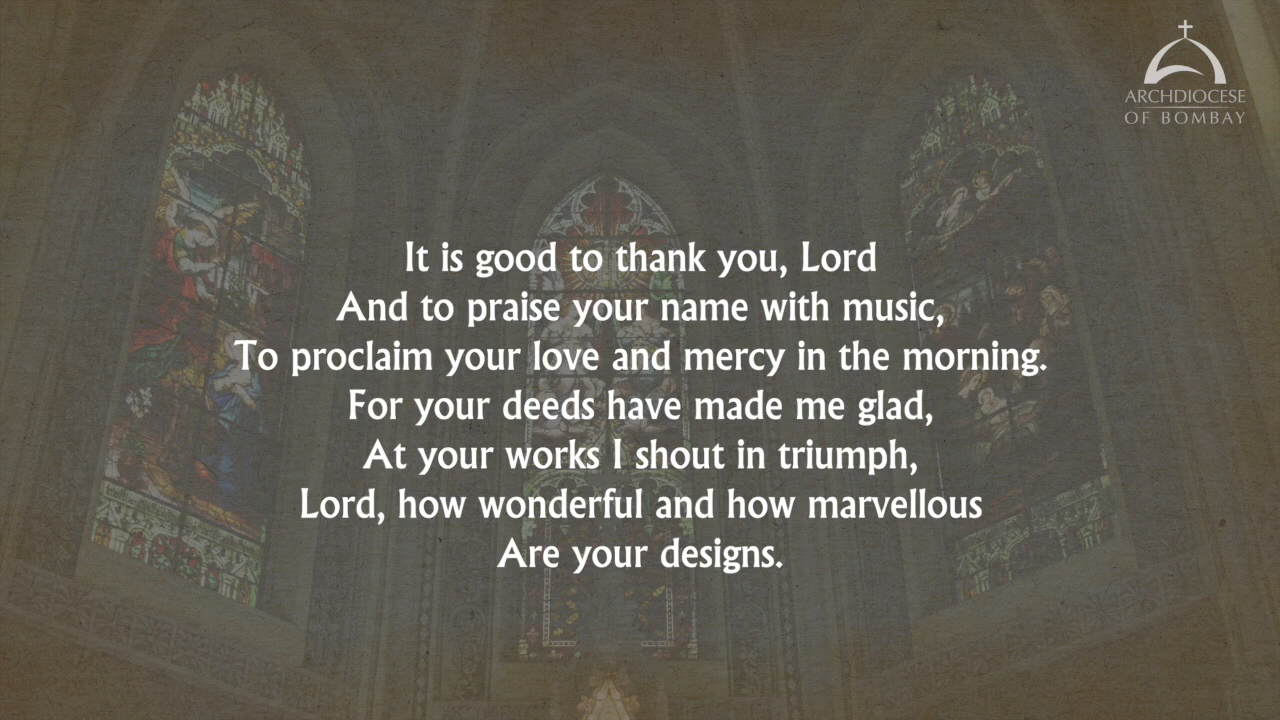 ARCHDIOCESE
OF BOMBAY
It is good to thank you, Lord
And to praise your name with music,
To proclaim your love and mercy in the morning.
For your deeds have made me glad,
At your works I shout in triumph,
Lord, how wonderful and how marvellous
Are your designs.